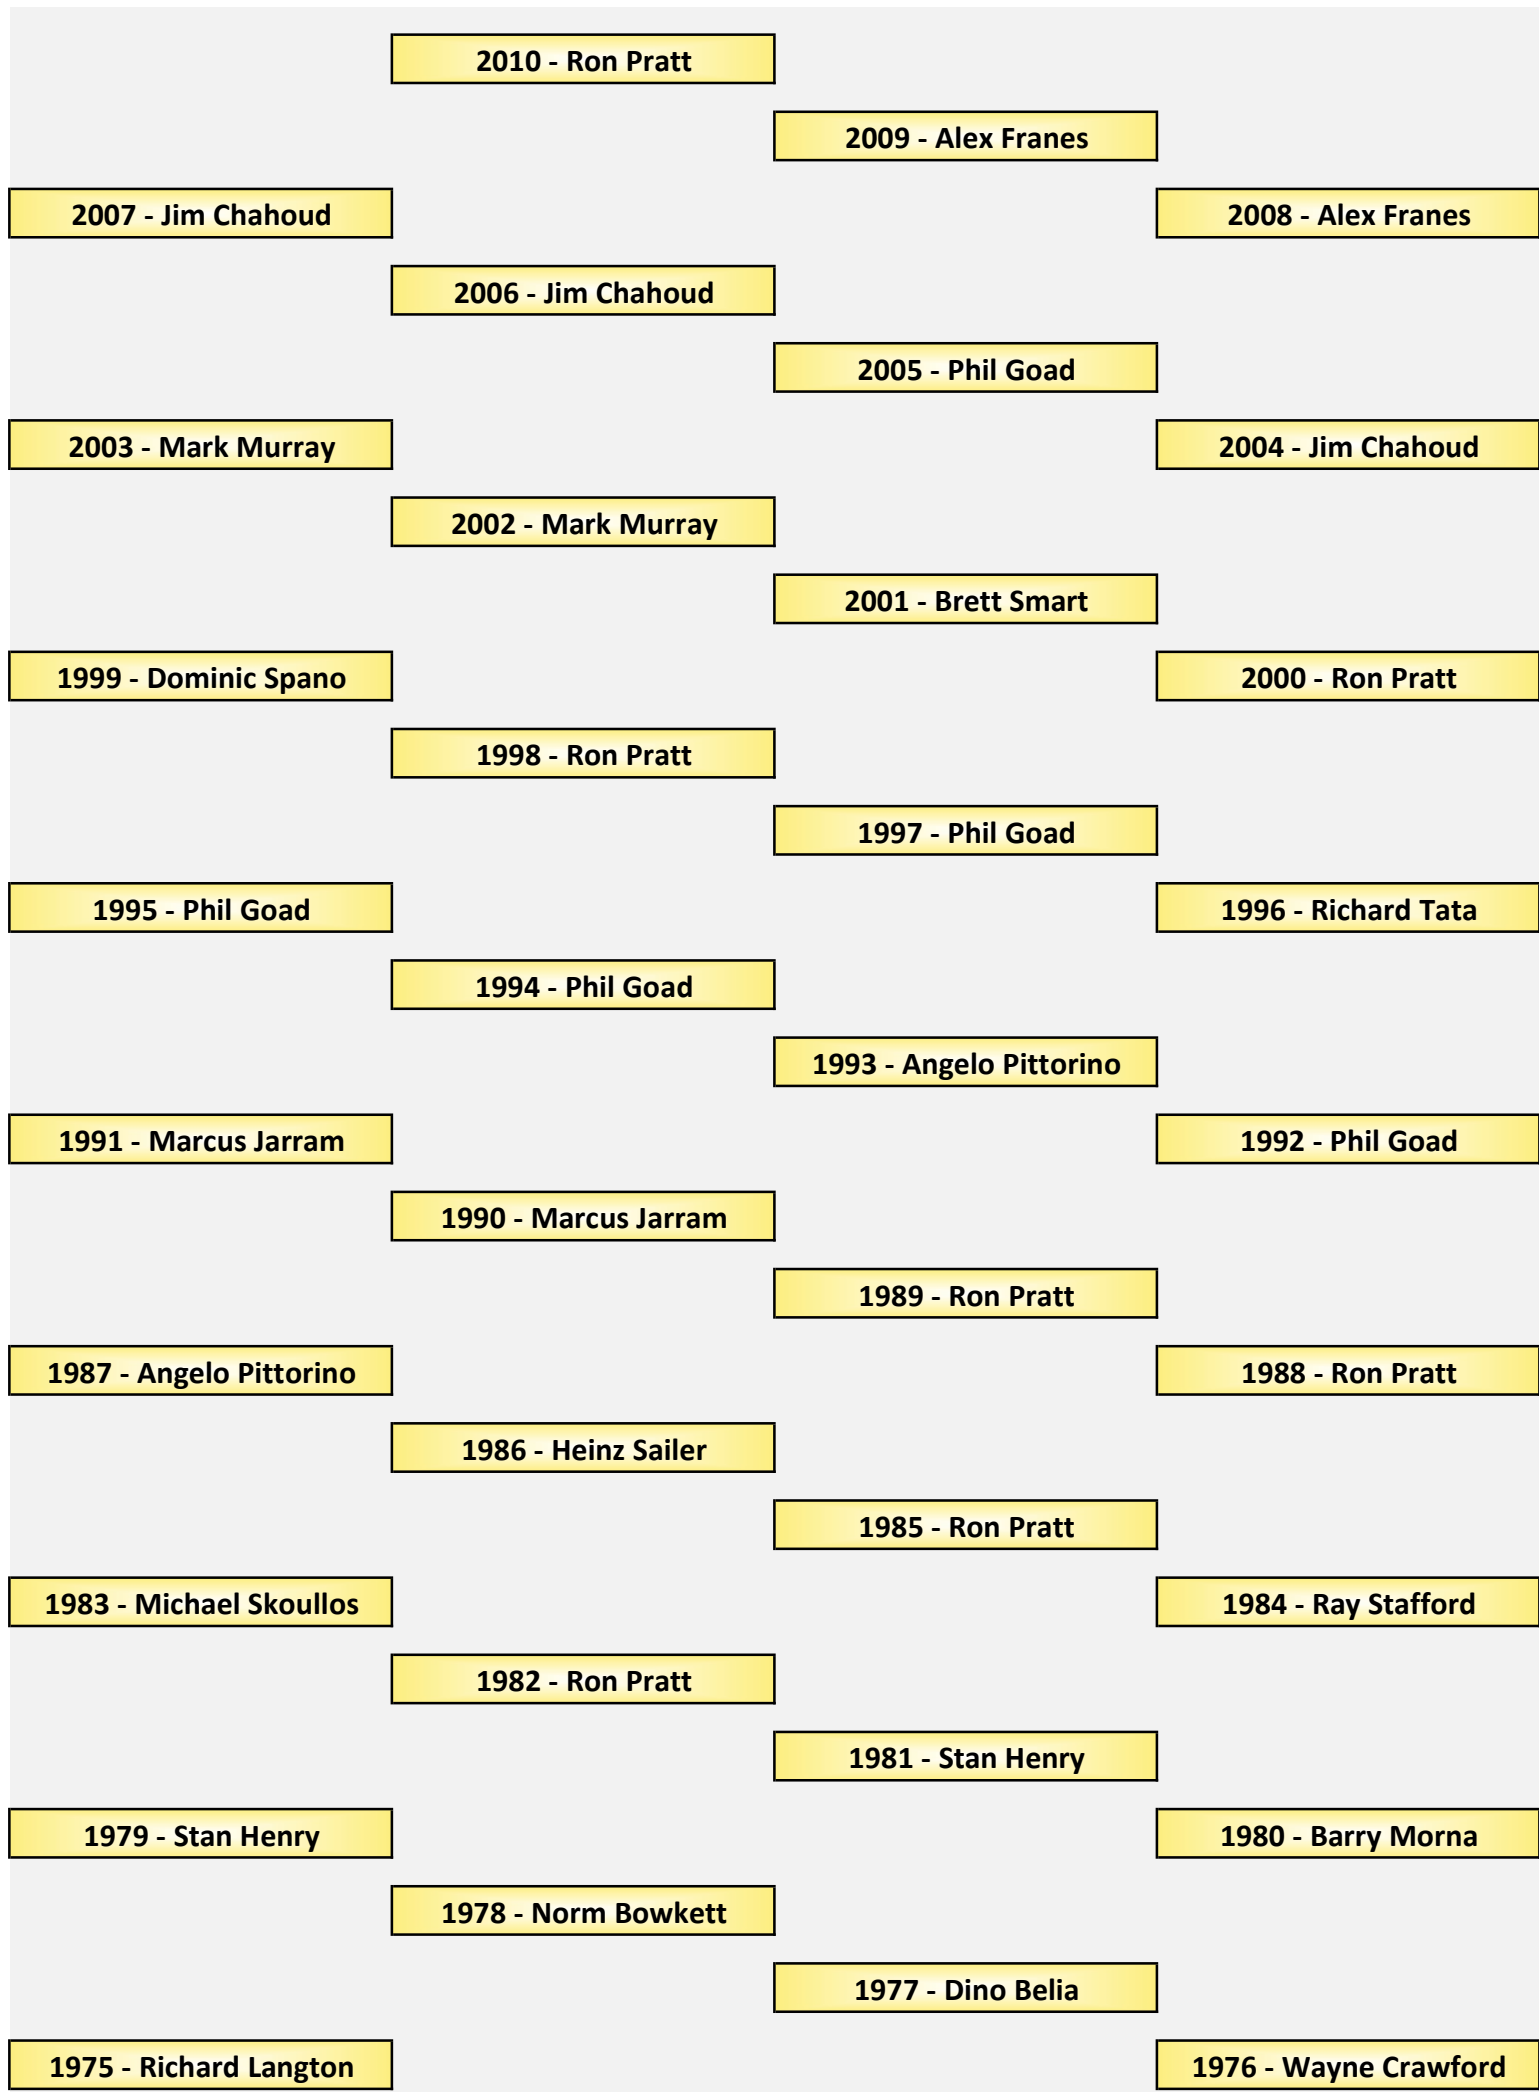 2010 - Ron Pratt
2009 - Alex Franes
2007 - Jim Chahoud
2008 - Alex Franes
2006 - Jim Chahoud
2005 - Phil Goad
2003 - Mark Murray
2004 - Jim Chahoud
2002 - Mark Murray
2001 - Brett Smart
1999 - Dominic Spano
2000 - Ron Pratt
1998 - Ron Pratt
1997 - Phil Goad
1995 - Phil Goad
1996 - Richard Tata
1994 - Phil Goad
1993 - Angelo Pittorino
1991 - Marcus Jarram
1992 - Phil Goad
1990 - Marcus Jarram
1989 - Ron Pratt
1987 - Angelo Pittorino
1988 - Ron Pratt
1986 - Heinz Sailer
1985 - Ron Pratt
1983 - Michael Skoullos
1984 - Ray Stafford
1982 - Ron Pratt
1981 - Stan Henry
1979 - Stan Henry
1980 - Barry Morna
1978 - Norm Bowkett
1977 - Dino Belia
1975 - Richard Langton
1976 - Wayne Crawford